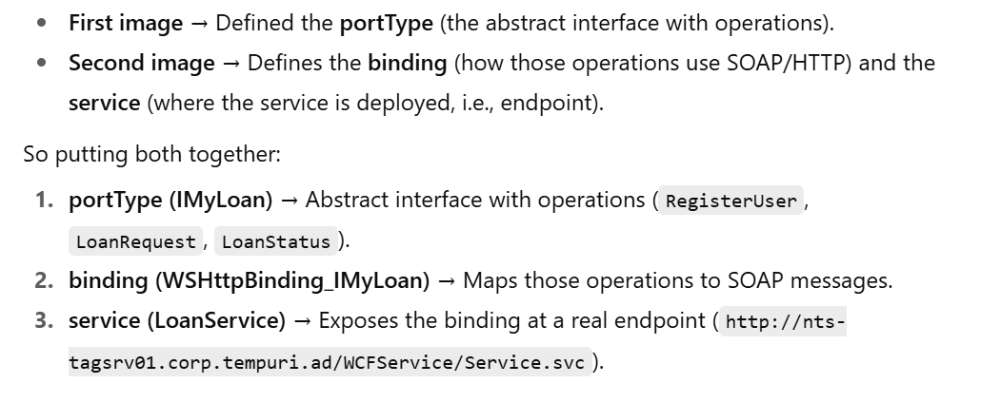 • First image → Defined the portType (the abstract interface with operations).
• Second image → Defines the binding (how those operations use SOAP/HTTP) and the
service (where the service is deployed, i.e., endpoint).
So putting both together:
1. portType (IMyLoan) → Abstract interface with operations ( RegisterUser ,
LoanRequest , LoanStatus ).
2. binding (WSHttpBinding_IMyLoan) → Maps those operations to SOAP messages.
3. service (LoanService) → Exposes the binding at a real endpoint ( http://nts-
tagsrv01.corp.tempuri.ad/WCFService/Service.svc ).